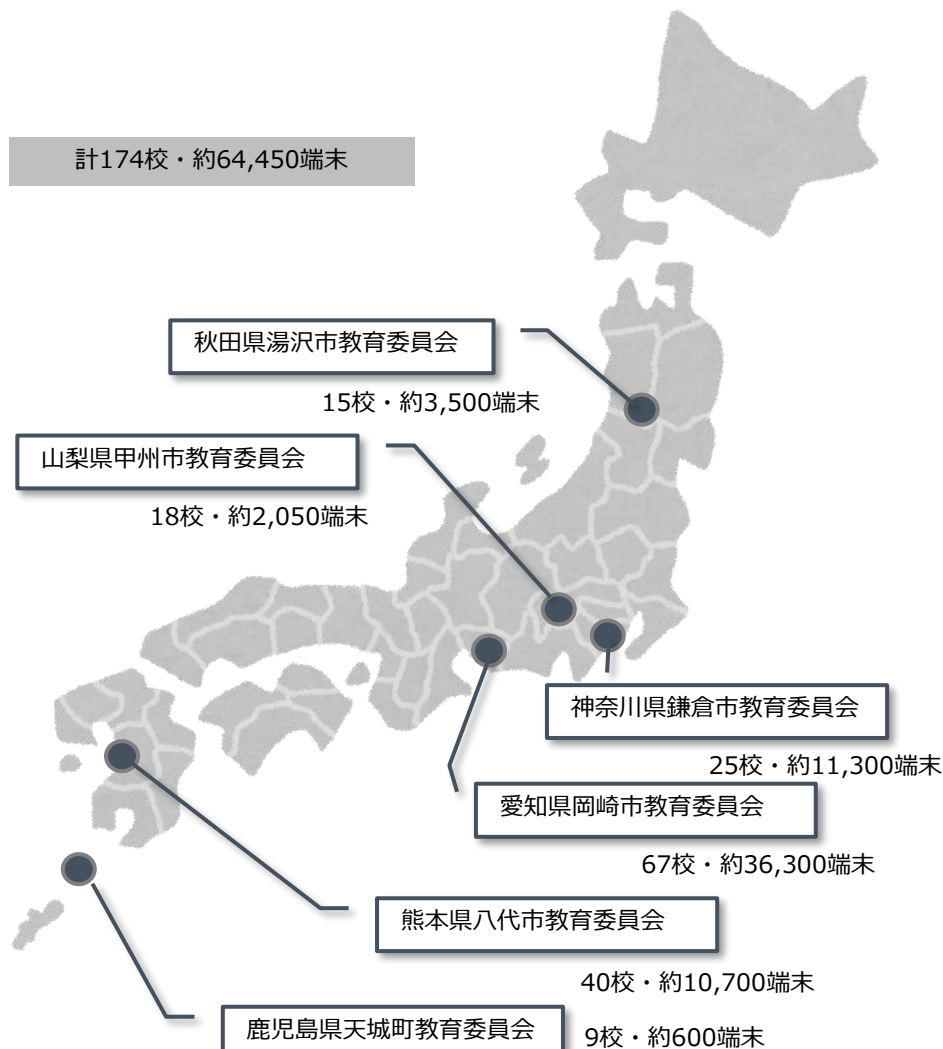 計174校・約64,450端末
秋田県湯沢市教育委員会
15校・約3,500端末
山梨県甲州市教育委員会
18校・約2,050端末
神奈川県鎌倉市教育委員会
25校・約11,300端末
愛知県岡崎市教育委員会
67校・約36,300端末
熊本県八代市教育委員会
40校・約10,700端末
鹿児島県天城町教育委員会
9校・約600端末